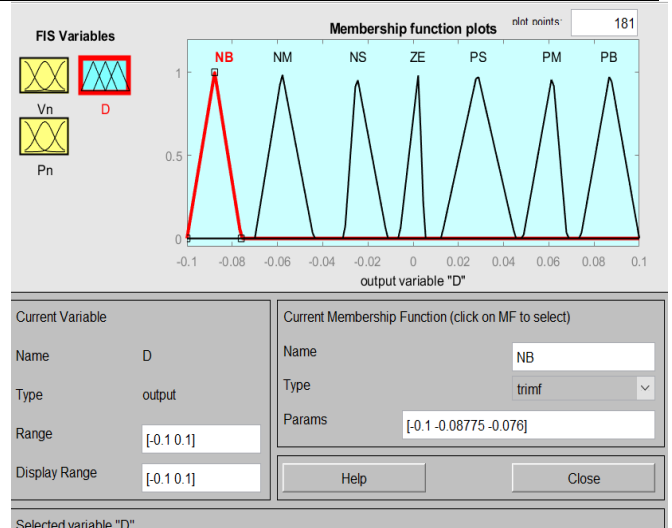 FIS Variables
Vn
D
Pn
Membership function plots
plot points:
181
NB NM NS ZE PS PM PB
1
0.5
0
-0.1 -0.08 -0.06 -0.04 -0.02 0 0.02 0.04 0.06 0.08 0.1
output variable "D"
Current Variable
Name D
Type output
Range [-0.1 0.1]
Display Range [-0.1 0.1]
Current Membership Function (click on MF to select)
Name NB
Type trimf
Params [-0.1 -0.08775 -0.076]
Help Close
Selected variable "D"